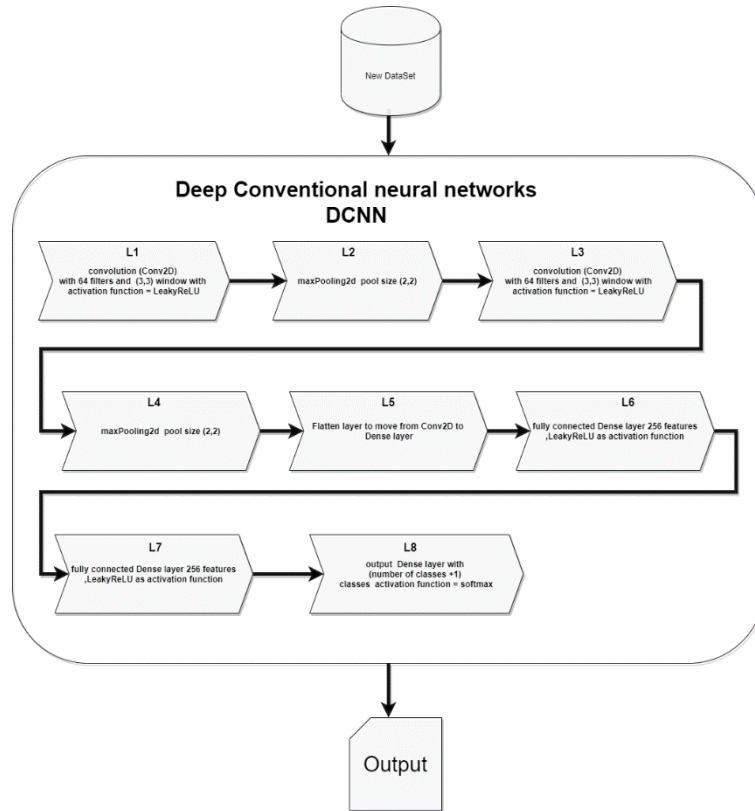 New DataSet
Deep Conventional neural networks
DCNN
L1
convolution (Conv2D)
with 64 filters and (3,3) window with
activation function = LeakyReLU
L2
maxPooling2d pool size (2,2)
L3
convolution (Conv2D)
with 64 filters and (3,3) window with
activation function = LeakyReLU
L4
maxPooling2d pool size (2,2)
L5
Flatten layer to move from Conv2D to
Dense layer
L6
fully connected Dense layer 256 features
,LeakyReLU as activation function
L7
fully connected Dense layer 256 features
,LeakyReLU as activation function
L8
output Dense layer with
(number of classes +1)
classes activation function = softmax
Output